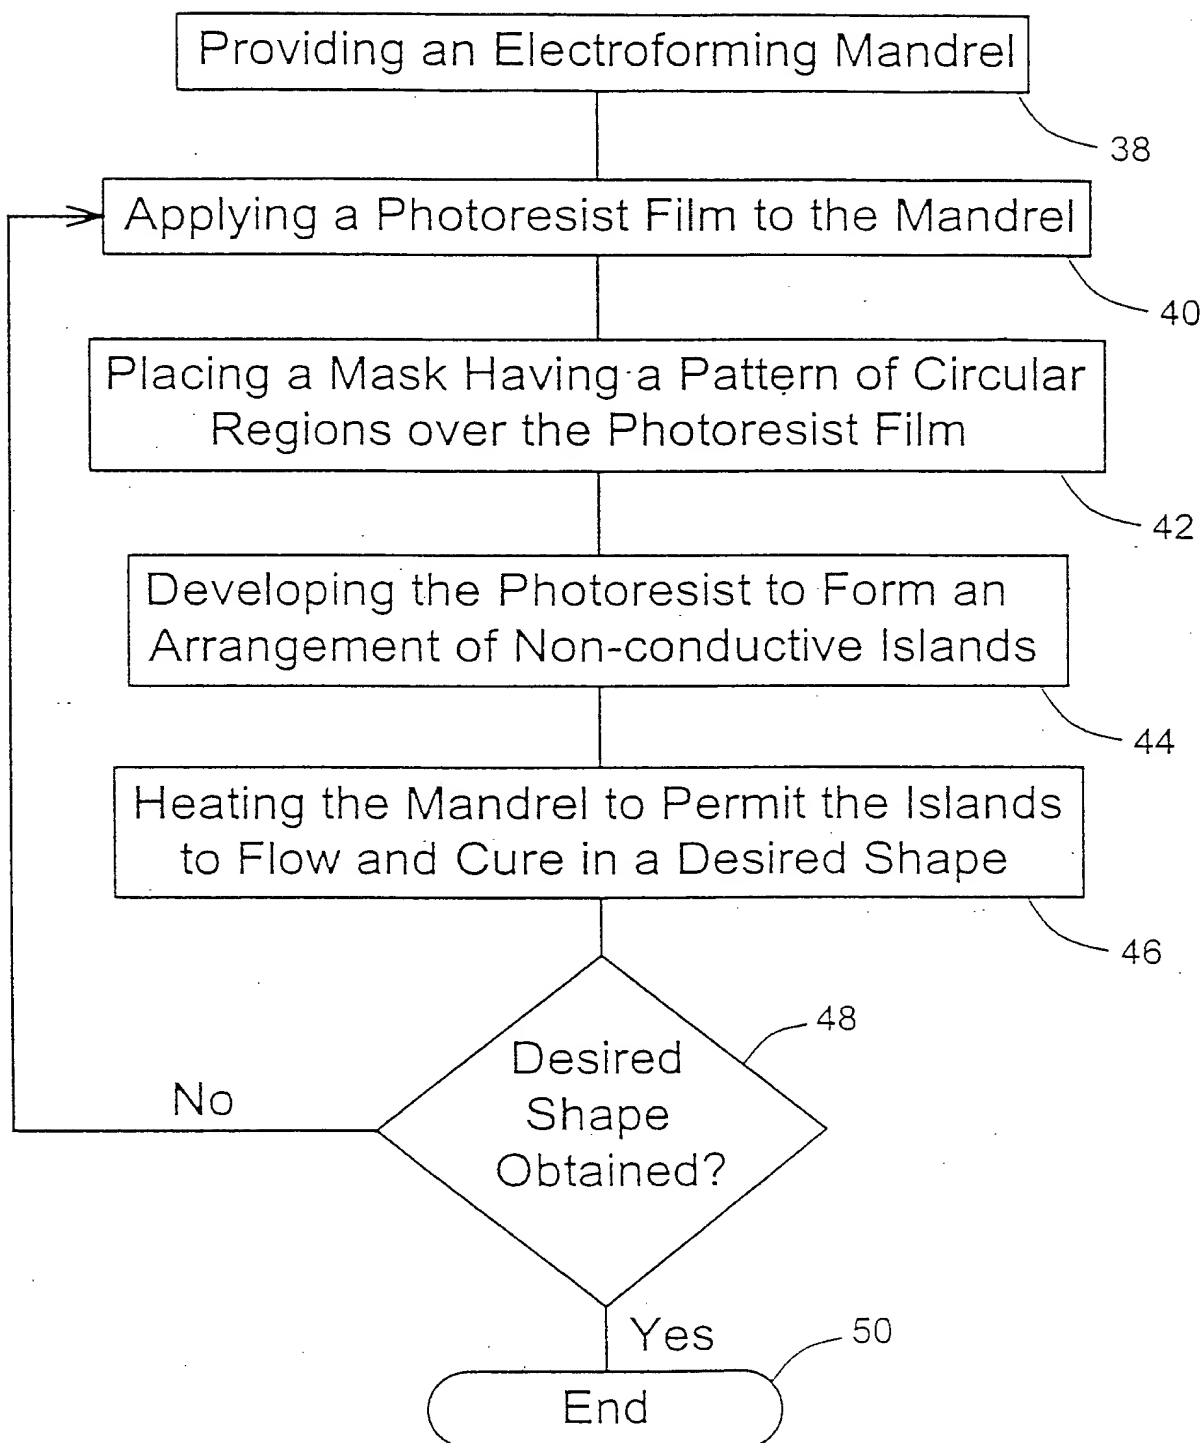 Providing an Electroforming Mandrel
38
Applying a Photoresist Film to the Mandrel
40
Placing a Mask Having a Pattern of Circular
Regions over the Photoresist Film
42
Developing the Photoresist to Form an
Arrangement of Non-conductive Islands
44
Heating the Mandrel to Permit the Islands
to Flow and Cure in a Desired Shape
46
48
Desired
Shape
Obtained?
No
Yes
50
End